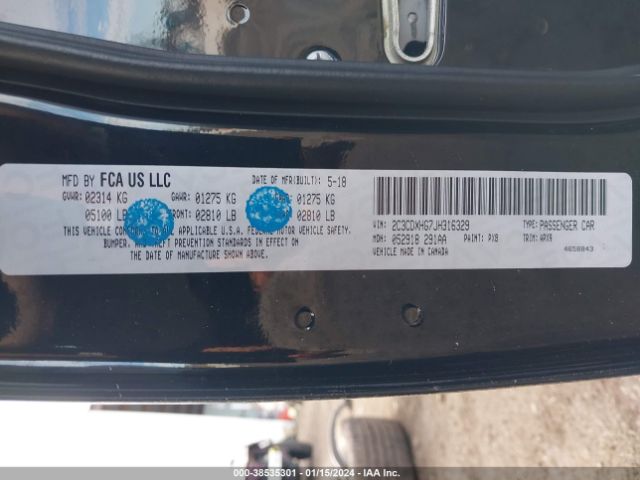 MFD BY FCA US LLC DATE OF MFR(BUILT): 5-18
GVWR: 02314 KG GAWR: 01275 KG 01275 KG
05100 LB FRONT: 02810 LB 02810 LB
THIS VEHICLE CONFORMS TO ALL APPLICABLE U.S.A. FEDERAL MOTOR VEHICLE SAFETY,
BUMPER, AND THEFT PREVENTION STANDARDS IN EFFECT ON
THE DATE OF MANUFACTURE SHOWN ABOVE.
VIN: 2C3CDXHG7JH316329 TYPE: PASSENGER CAR
MDH: 052918 291AA PAINT: PX8 TRIM: APX9
VEHICLE MADE IN CANADA 4658843
000-38535301 - 01/15/2024 - IAA Inc.